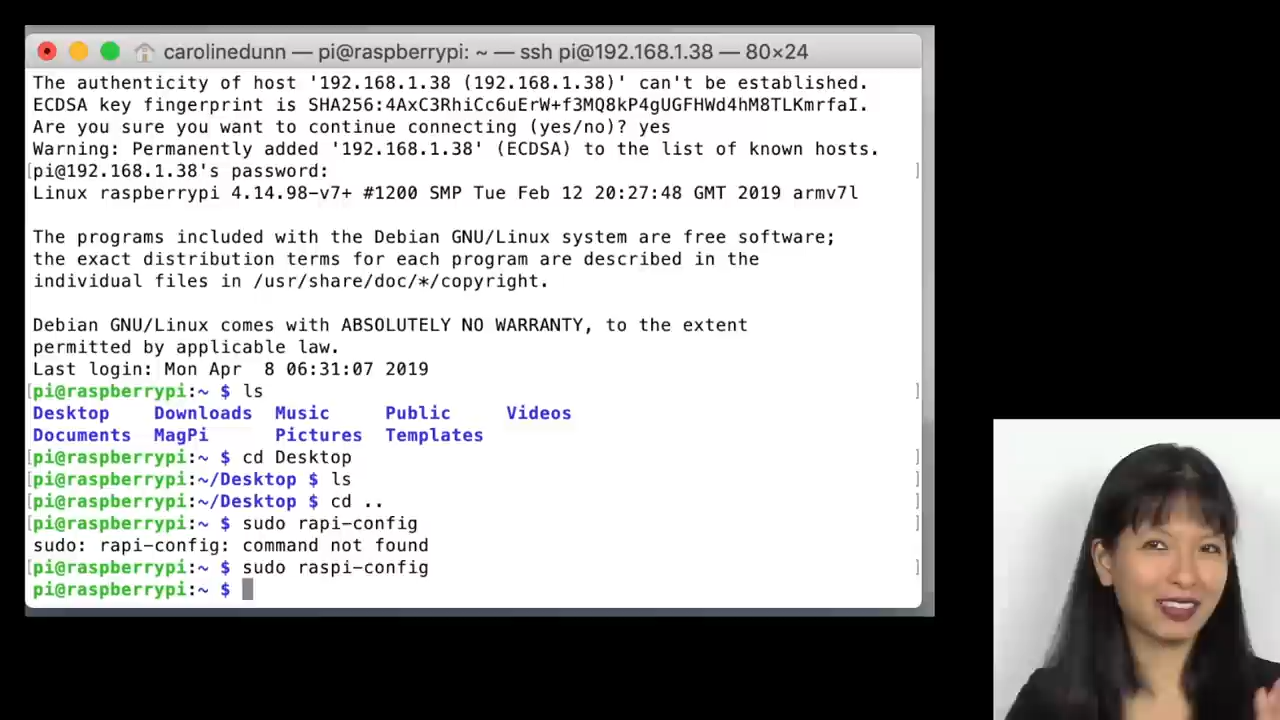 carolinedunn — pi@raspberrypi: ~ — ssh pi@192.168.1.38 — 80×24
The authenticity of host '192.168.1.38 (192.168.1.38)' can't be established.
ECDSA key fingerprint is SHA256:4AxC3RhiCc6uErW+f3MQ8kP4gUGFHWd4hM8TLKmrfaI.
Are you sure you want to continue connecting (yes/no)? yes
Warning: Permanently added '192.168.1.38' (ECDSA) to the list of known hosts.
[pi@192.168.1.38's password: ]
Linux raspberrypi 4.14.98-v7+ #1200 SMP Tue Feb 12 20:27:48 GMT 2019 armv7l
The programs included with the Debian GNU/Linux system are free software;
the exact distribution terms for each program are described in the
individual files in /usr/share/doc/*/copyright.
Debian GNU/Linux comes with ABSOLUTELY NO WARRANTY, to the extent
permitted by applicable law.
Last login: Mon Apr  8 06:31:07 2019
[pi@raspberrypi:~ $ ls ]
Desktop Downloads Music Public Videos
Documents MagPi Pictures Templates
[pi@raspberrypi:~ $ cd Desktop ]
[pi@raspberrypi:~/Desktop $ ls ]
[pi@raspberrypi:~/Desktop $ cd .. ]
[pi@raspberrypi:~ $ sudo rapi-config ]
sudo: rapi-config: command not found
[pi@raspberrypi:~ $ sudo raspi-config ]
pi@raspberrypi:~ $